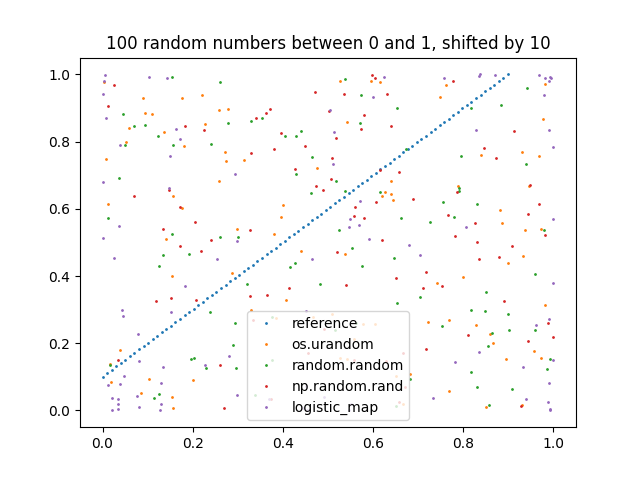 100 random numbers between 0 and 1, shifted by 10
1.0
0.8
0.6
0.4
0.2
0.0
reference
os.urandom
random.random
np.random.rand
logistic_map
0.0 0.2 0.4 0.6 0.8 1.0